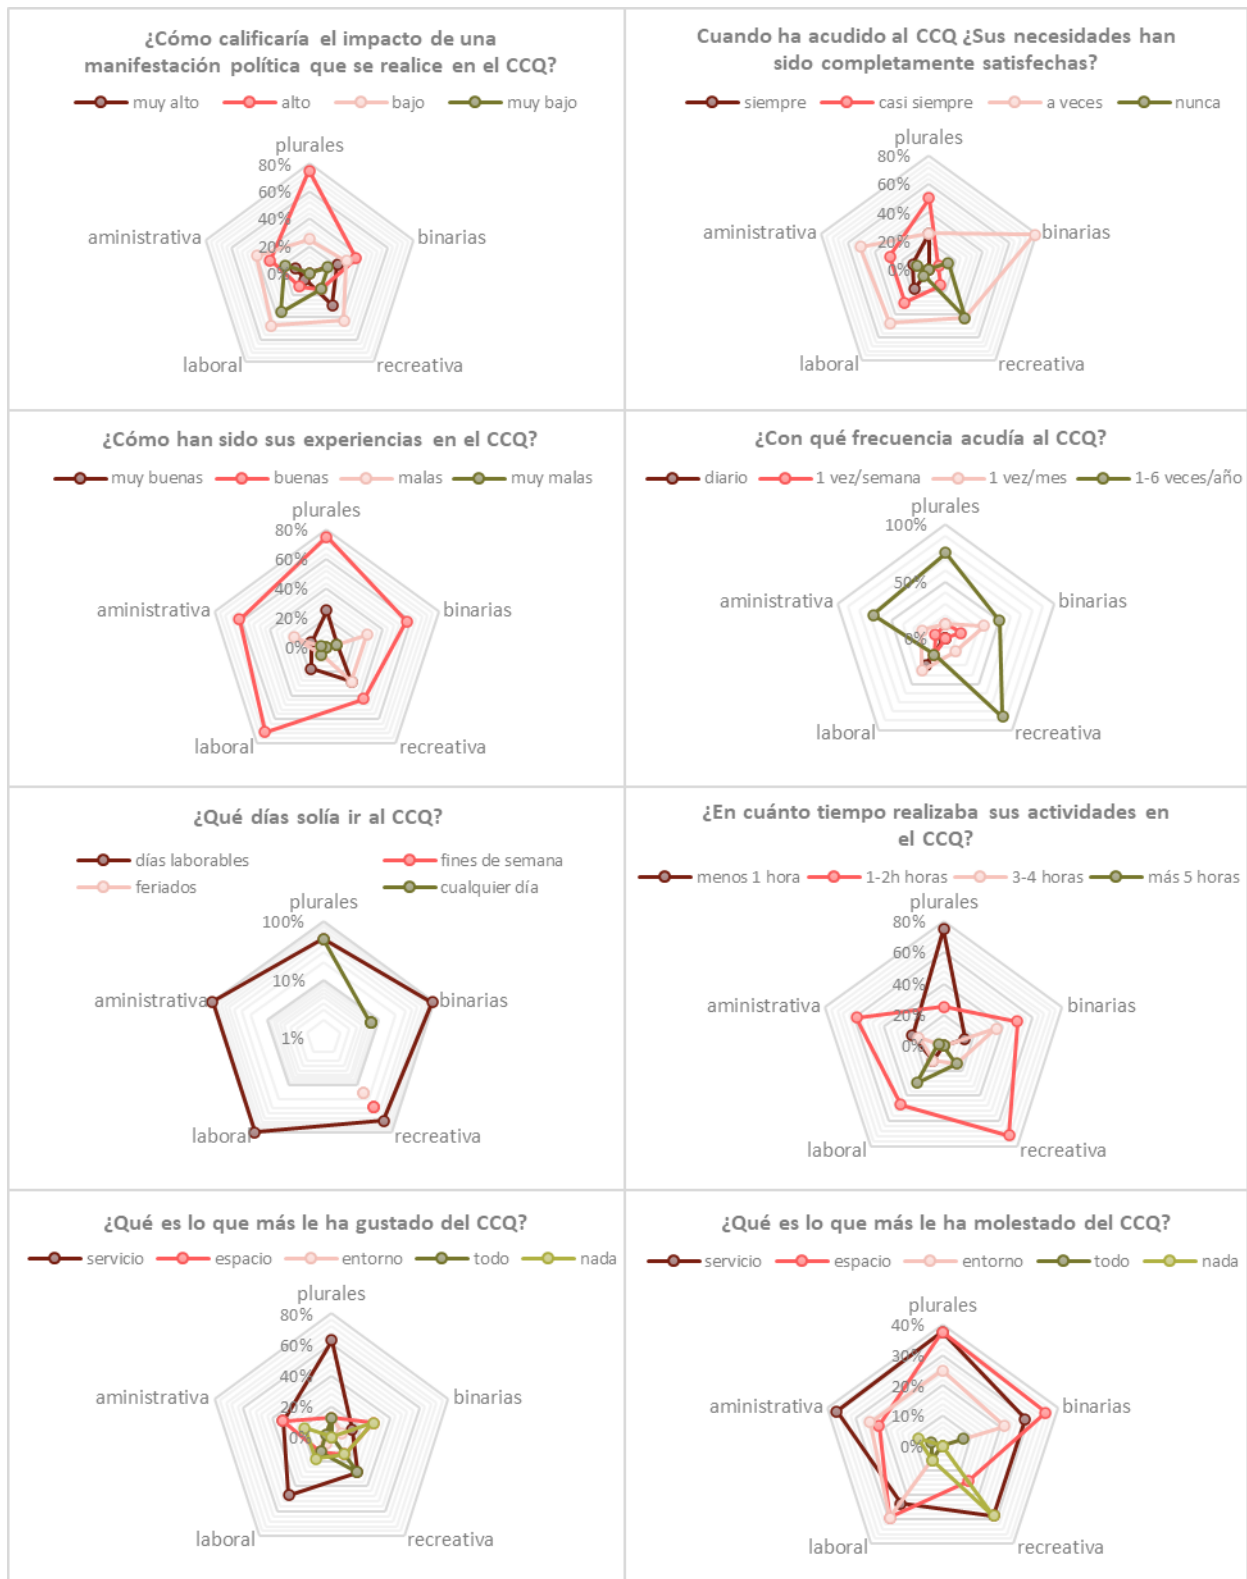 ¿Cómo calificaría el impacto de una
manifestación política que se realice en el CCQ?
muy alto alto bajo muy bajo
plurales
80%
60%
40%
20%
0%
aministrativa
binarias
laboral
recreativa
Cuando ha acudido al CCQ ¿Sus necesidades han
sido completamente satisfechas?
siempre casi siempre a veces nunca
plurales
80%
60%
40%
20%
0%
aministrativa
binarias
laboral
recreativa
¿Cómo han sido sus experiencias en el CCQ?
muy buenas buenas malas muy malas
plurales
80%
60%
40%
20%
0%
aministrativa
binarias
laboral
recreativa
¿Con qué frecuencia acudía al CCQ?
diario 1 vez/semana 1 vez/mes 1-6 veces/año
plurales
100%
50%
0%
aministrativa
binarias
laboral
recreativa
¿Qué días solía ir al CCQ?
días laborables fines de semana
feriados cualquier día
plurales
100%
10%
1%
aministrativa
binarias
laboral
recreativa
¿En cuánto tiempo realizaba sus actividades en
el CCQ?
menos 1 hora 1-2h horas 3-4 horas más 5 horas
plurales
80%
60%
40%
20%
0%
aministrativa
binarias
laboral
recreativa
¿Qué es lo que más le ha gustado del CCQ?
servicio espacio entorno todo nada
plurales
80%
60%
40%
20%
0%
aministrativa
binarias
laboral
recreativa
¿Qué es lo que más le ha molestado del CCQ?
servicio espacio entorno todo nada
plurales
40%
30%
20%
10%
0%
aministrativa
binarias
laboral
recreativa